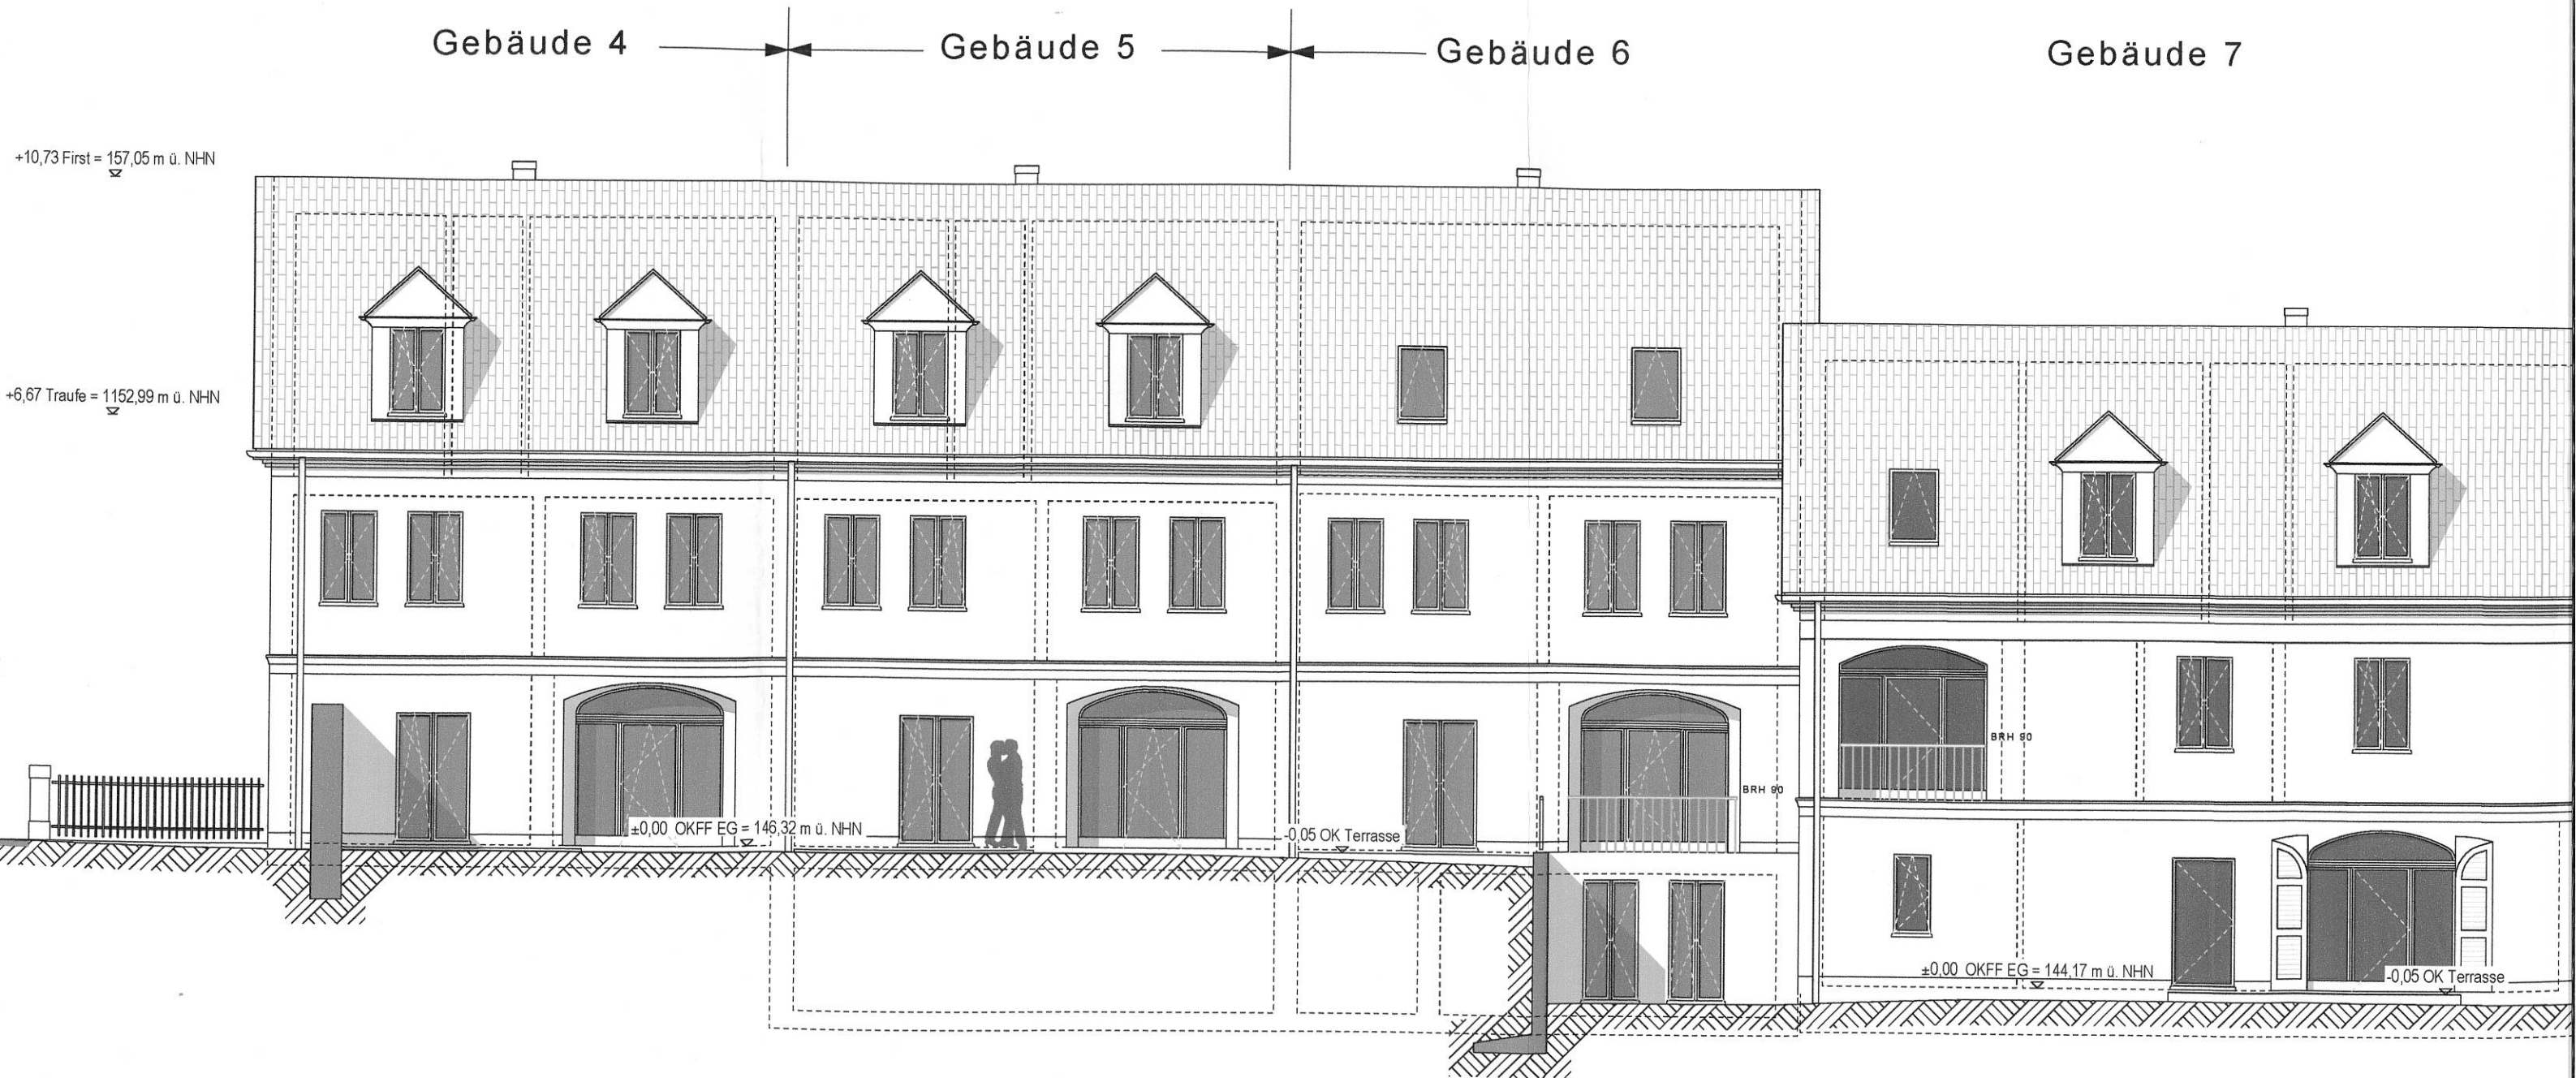 Gebäude 4
Gebäude 5
Gebäude 6
Gebäude 7
+10,73 First = 157,05 m ü. NHN
+6,67 Traufe = 1152,99 m ü. NHN
BRH 90
BRH 90
±0,00 OKFF EG = 146,32 m ü. NHN
-0,05 OK Terrasse
±0,00 OKFF EG = 144,17 m ü. NHN
-0,05 OK Terrasse